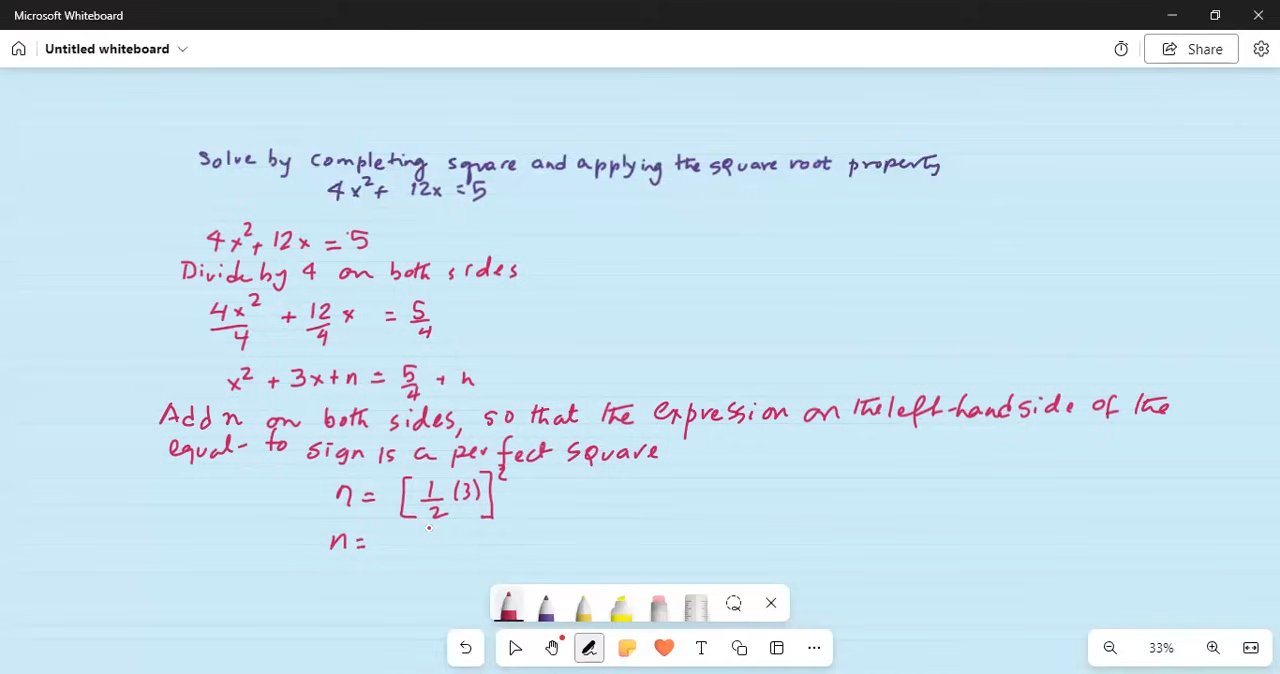 Microsoft Whiteboard
Untitled whiteboard
Share
Solve by completing square and applying the square root property
4x² + 12x = 5
4x² + 12x = 5
Divide by 4 on both sides
4x²/4 + 12/4 x = 5/4
x² + 3x + n = 5/4 + n
Add n on both sides, so that the expression on the left-hand side of the
equal-to sign is a perfect square
n = [1/2 (3)]²
n =
33%